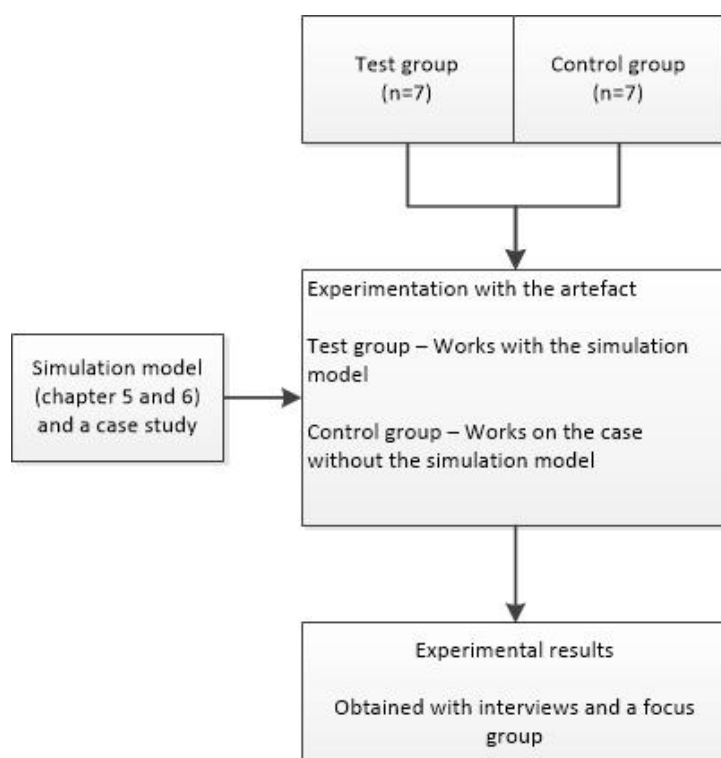 Test group
(n=7)
Control group
(n=7)
Experimentation with the artefact
Test group – Works with the simulation
model
Control group – Works on the case
without the simulation model
Simulation model
(chapter 5 and 6)
and a case study
Experimental results
Obtained with interviews and a focus
group